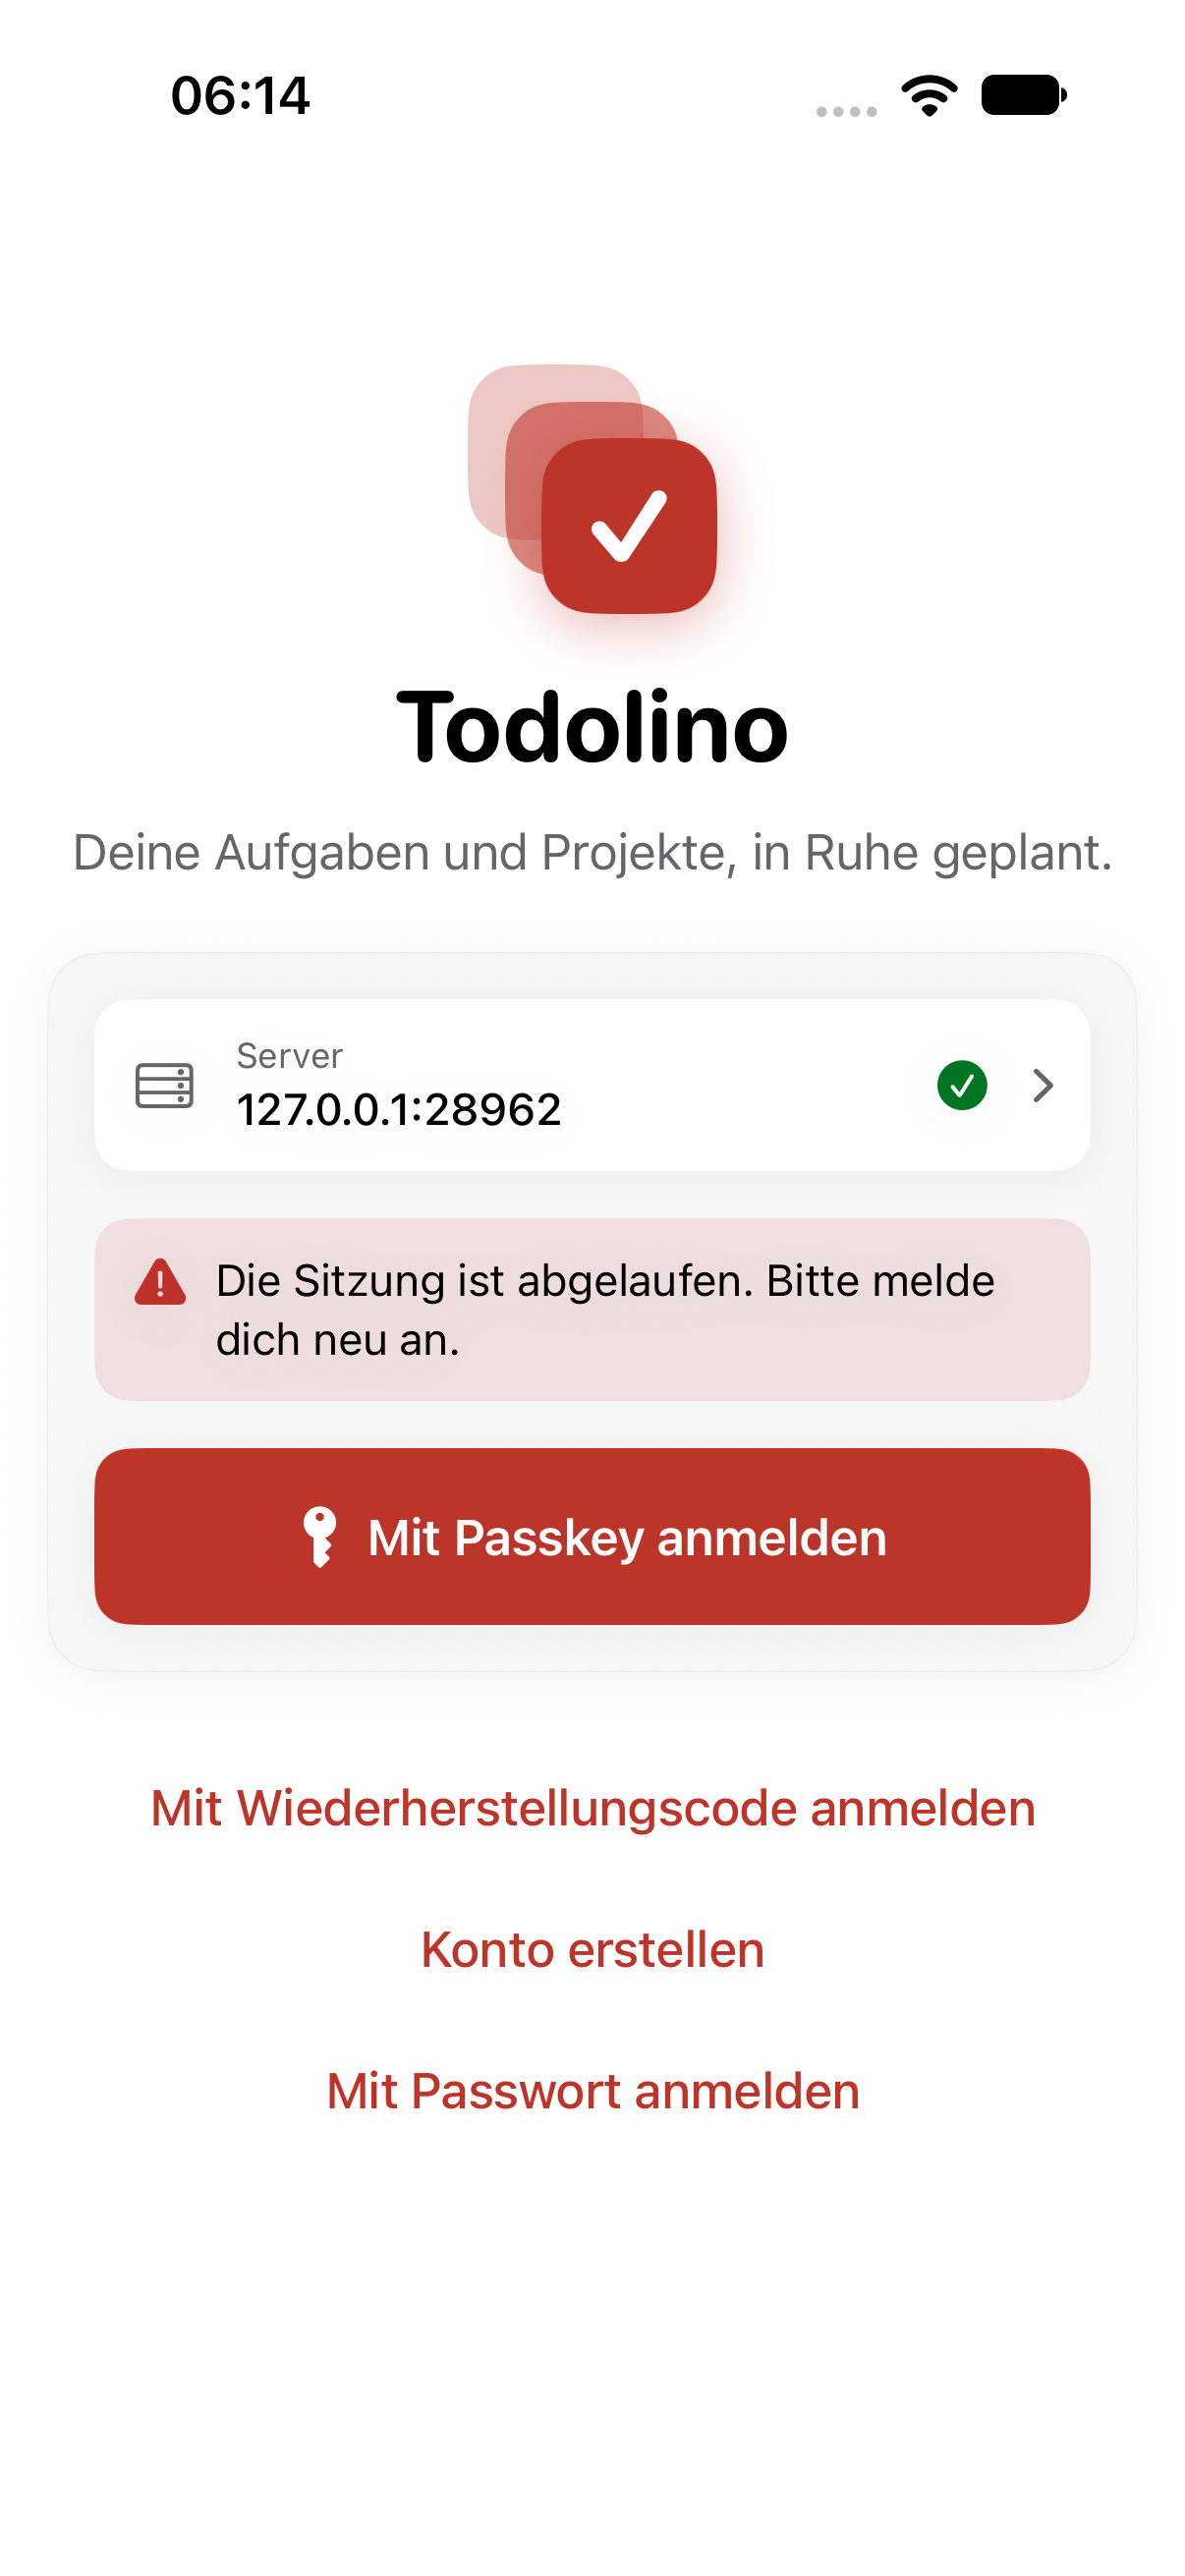 06:14
Todolino
Deine Aufgaben und Projekte, in Ruhe geplant.
Server
127.0.0.1:28962
Die Sitzung ist abgelaufen. Bitte melde
dich neu an.
Mit Passkey anmelden
Mit Wiederherstellungscode anmelden
Konto erstellen
Mit Passwort anmelden